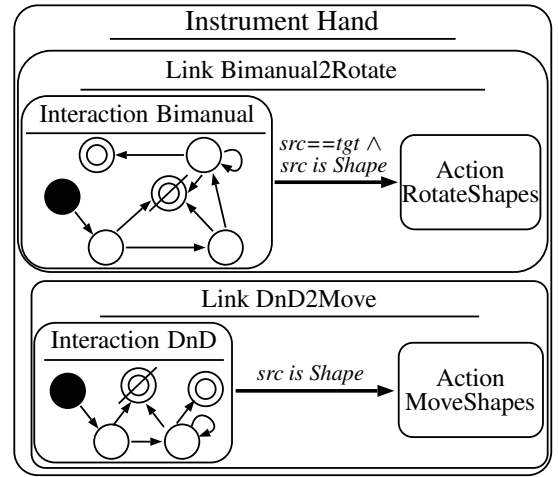 Instrument Hand
Link Bimanual2Rotate
Interaction Bimanual
src==tgt ∧
src is Shape
Action
RotateShapes
Link DnD2Move
Interaction DnD
src is Shape
Action
MoveShapes